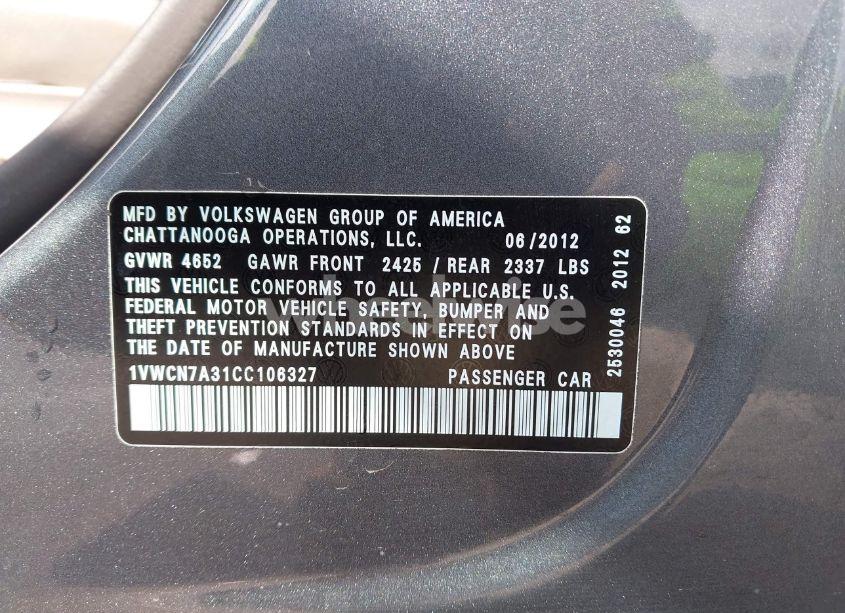 MFD BY VOLKSWAGEN GROUP OF AMERICA
CHATTANOOGA OPERATIONS, LLC. 06/2012
GVWR 4652 GAWR FRONT 2425 / REAR 2337 LBS
THIS VEHICLE CONFORMS TO ALL APPLICABLE U.S.
FEDERAL MOTOR VEHICLE SAFETY, BUMPER AND
THEFT PREVENTION STANDARDS IN EFFECT ON
THE DATE OF MANUFACTURE SHOWN ABOVE
1VWCN7A31CC106327 PASSENGER CAR
2530046 2012 62